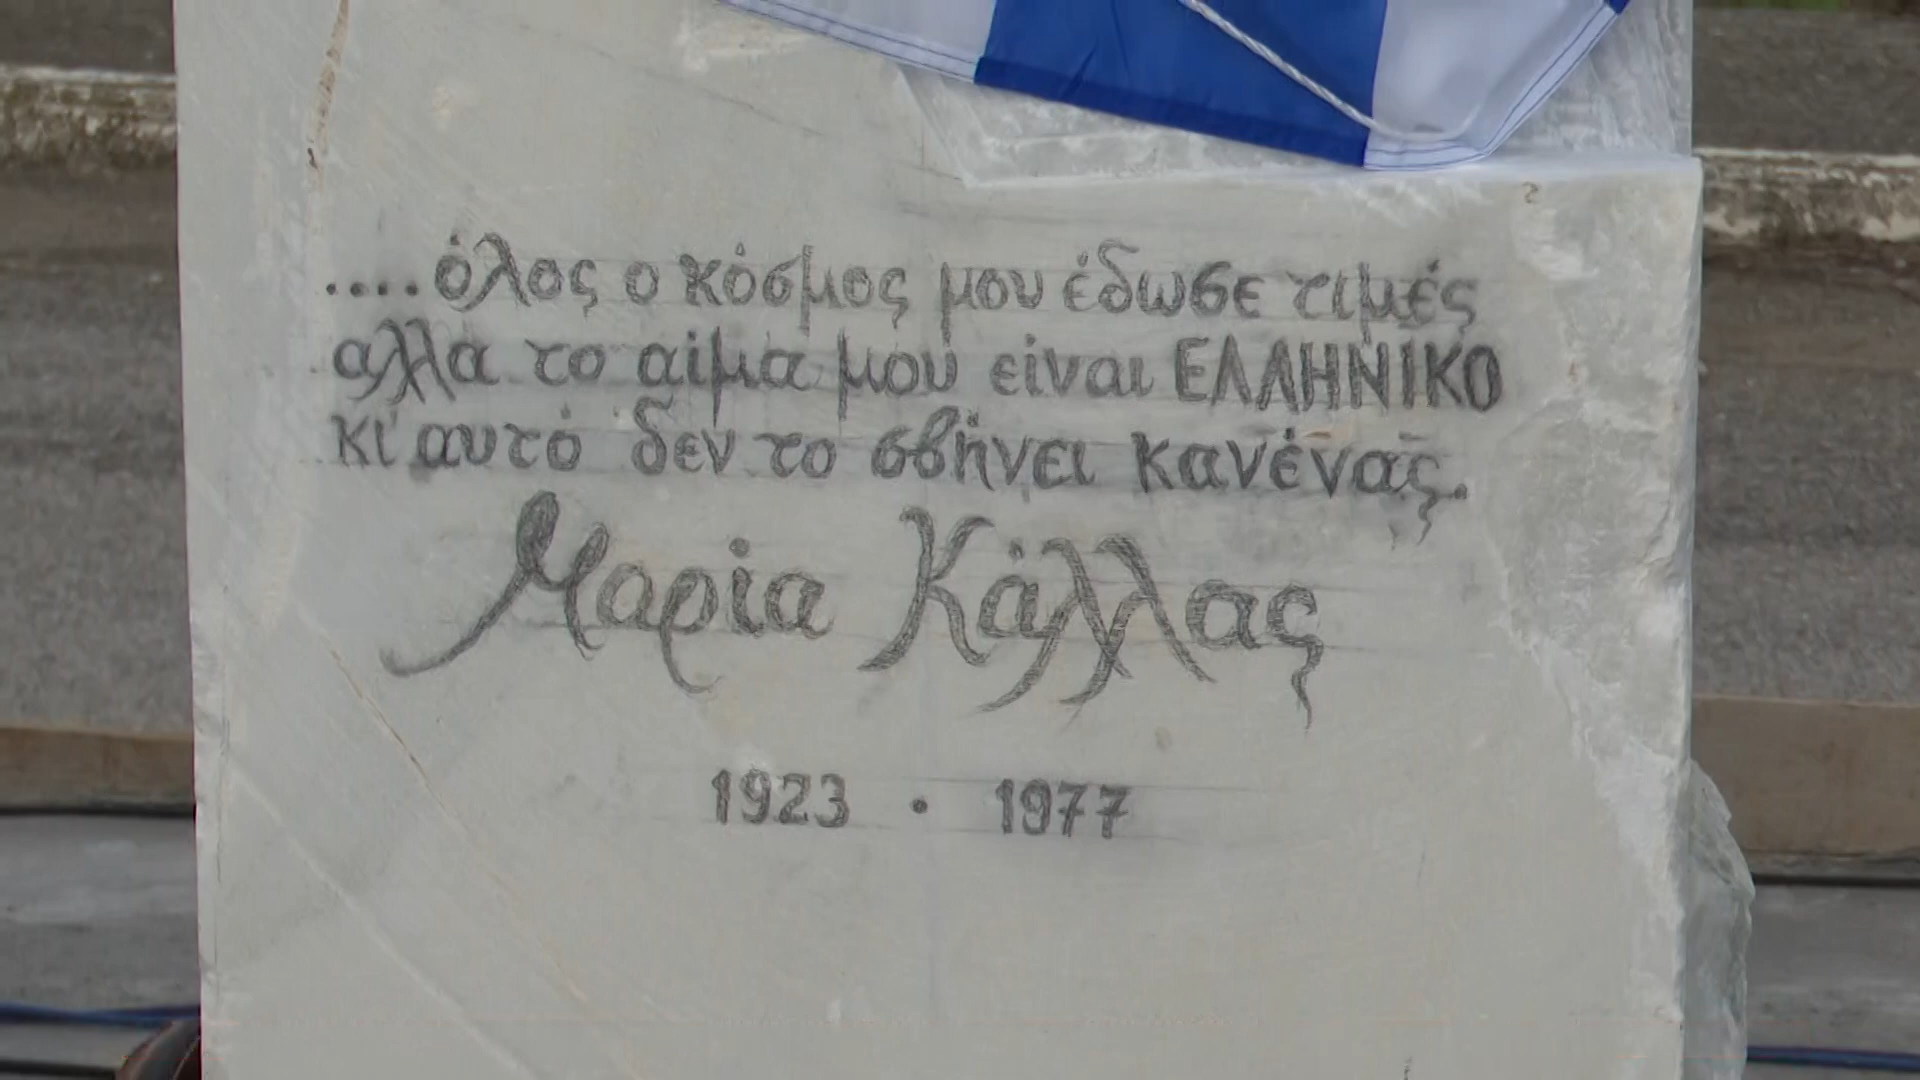 ....όλος ο κόσμος μου έδωσε τιμές
αλλα το αίμα μου είναι ΕΛΛΗΝΙΚΟ
κι' αυτό δεν το σβήνει κανένας.
Μαρία Κάλλας
1923 · 1977